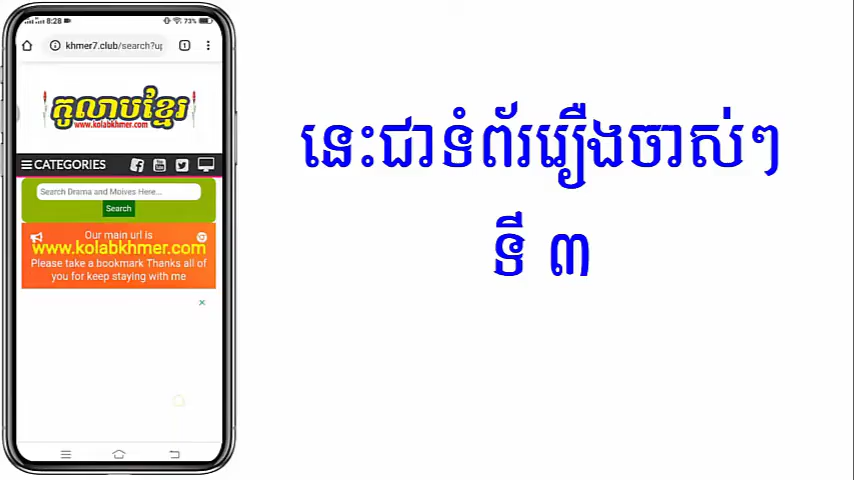 8:28
73%
khmer7.club/search?up
1
កូលាបខ្មែរ
www.kolabkhmer.com
CATEGORIES
Search Drama and Moives Here...
Search
Our main url is
www.kolabkhmer.com
Please take a bookmark Thanks all of
you for keep staying with me
នេះជាទំព័ររឿងចាស់ៗ
ទី ៣